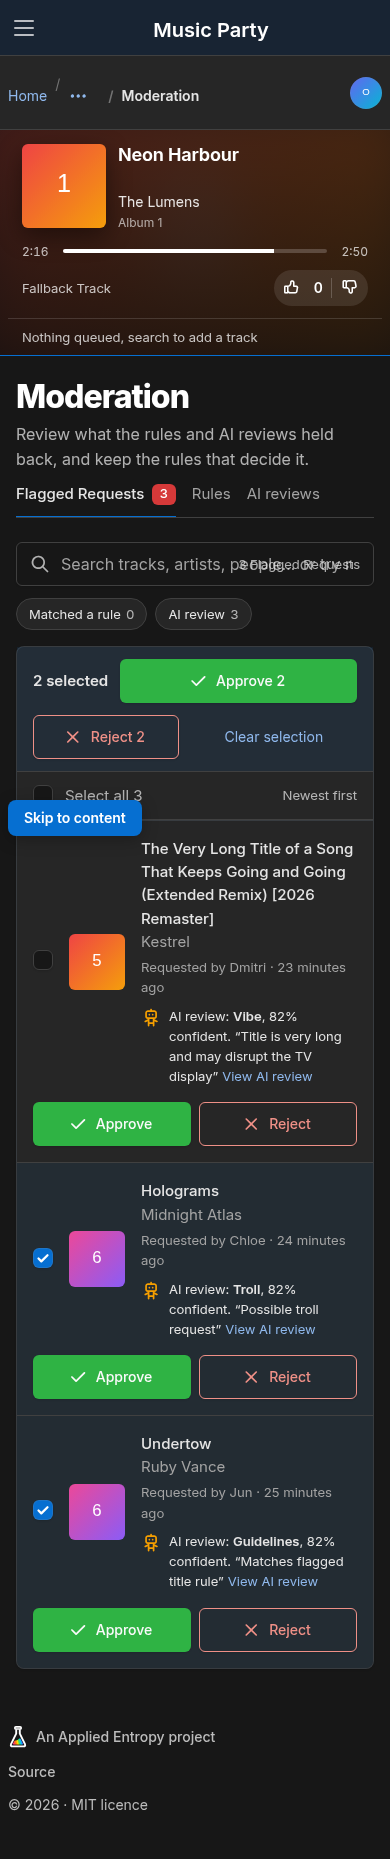 Music Party
Home / ••• / Moderation
O
1
Neon Harbour
The Lumens
Album 1
2:16
2:50
Fallback Track
0
Nothing queued, search to add a track
Moderation
Review what the rules and AI reviews held
back, and keep the rules that decide it.
Flagged Requests 3 Rules AI reviews
Search tracks, artists, people, or try n
3 Flagged Requests
Matched a rule 0 AI review 3
2 selected
Approve 2
Reject 2
Clear selection
Select all 3
Newest first
Skip to content
5
The Very Long Title of a Song
That Keeps Going and Going
(Extended Remix) [2026
Remaster]
Kestrel
Requested by Dmitri · 23 minutes
ago
AI review: Vibe, 82%
confident. “Title is very long
and may disrupt the TV
display” View AI review
Approve Reject
6
Holograms
Midnight Atlas
Requested by Chloe · 24 minutes
ago
AI review: Troll, 82%
confident. “Possible troll
request” View AI review
Approve Reject
6
Undertow
Ruby Vance
Requested by Jun · 25 minutes
ago
AI review: Guidelines, 82%
confident. “Matches flagged
title rule” View AI review
Approve Reject
An Applied Entropy project
Source
© 2026 · MIT licence